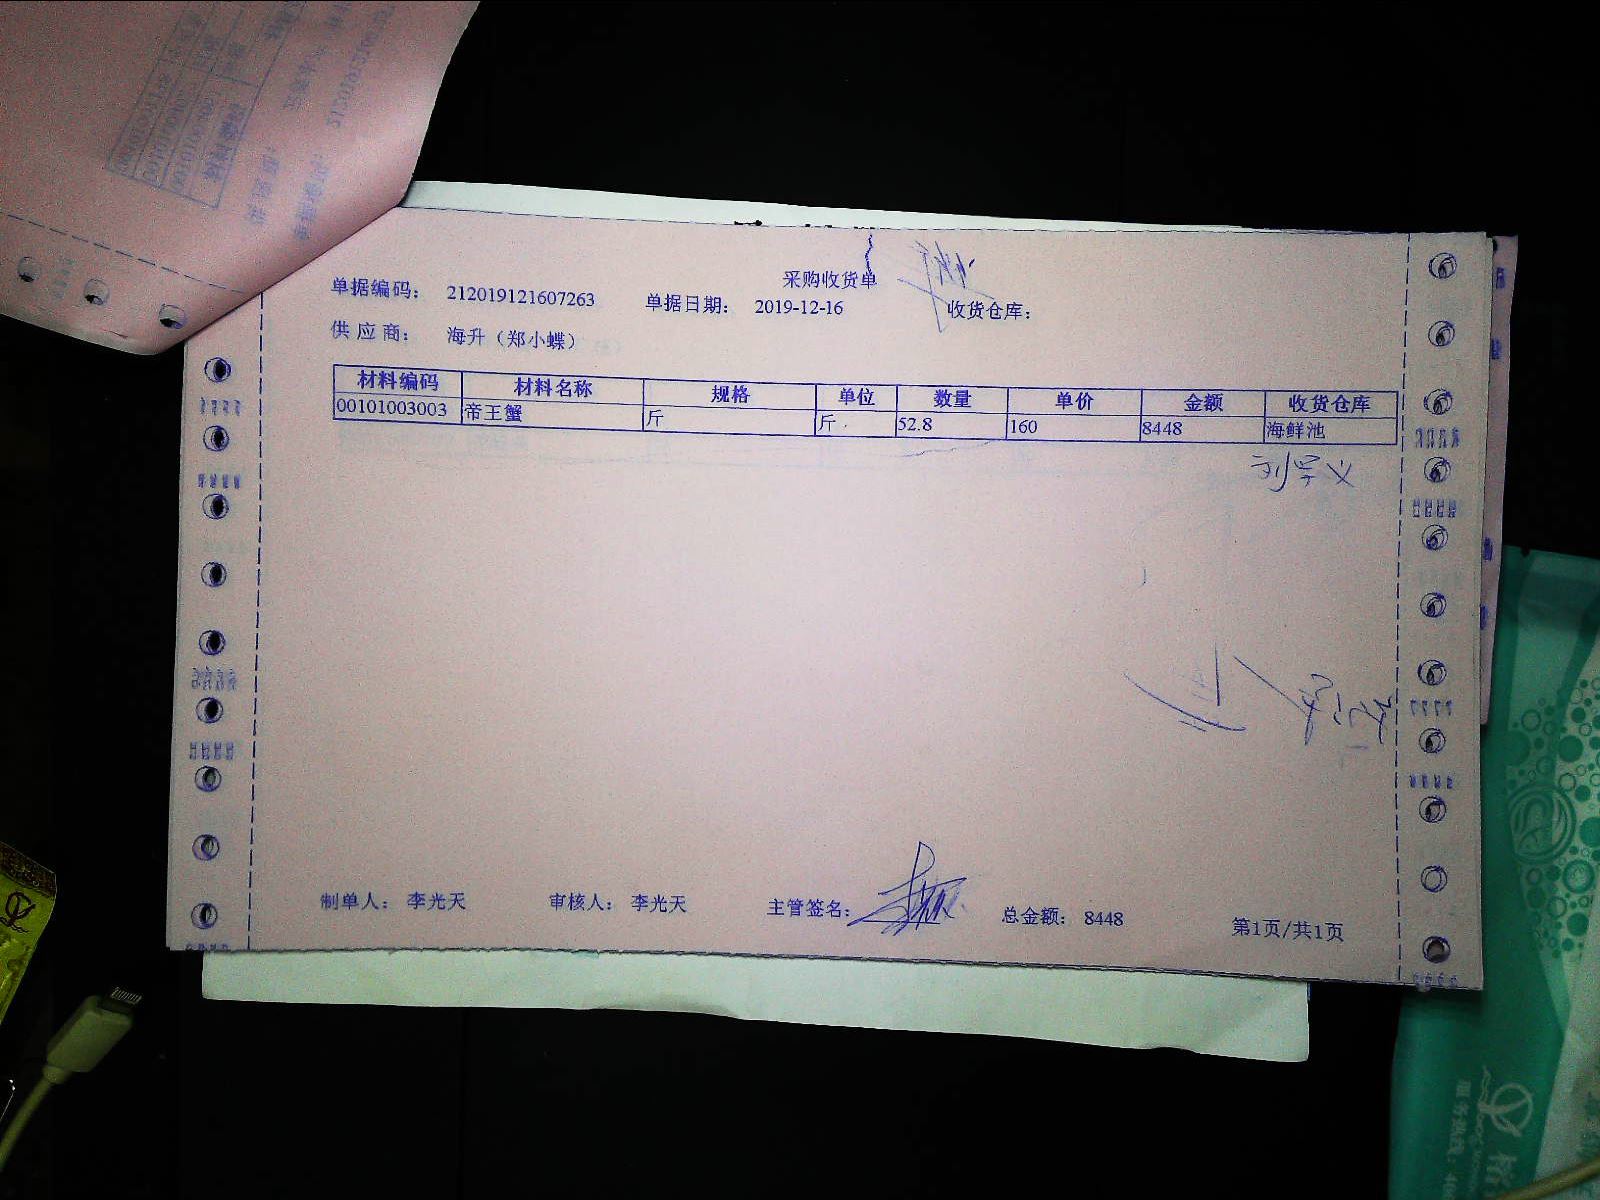 采购收货单
单据编码: 212019121607263 单据日期: 2019-12-16 收货仓库:
供应商: 海升（郑小蝶）
材料编码 材料名称 规格 单位 数量 单价 金额 收货仓库
00101003003 帝王蟹 斤 斤 52.8 160 8448 海鲜池
制单人: 李光天 审核人: 李光天 主管签名: 总金额: 8448 第1页/共1页